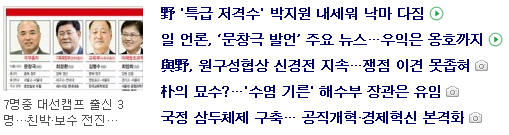 7명중 대선캠프 출신 3
명…친박·보수 전진…
野 '특급 저격수' 박지원 내세워 낙마 다짐
일 언론, '문창극 발언' 주요 뉴스…우익은 옹호까지
與野, 원구성협상 신경전 지속…쟁점 이견 못좁혀
朴의 묘수?…'수염 기른' 해수부 장관은 유임
국정 삼두체제 구축… 공직개혁·경제혁신 본격화